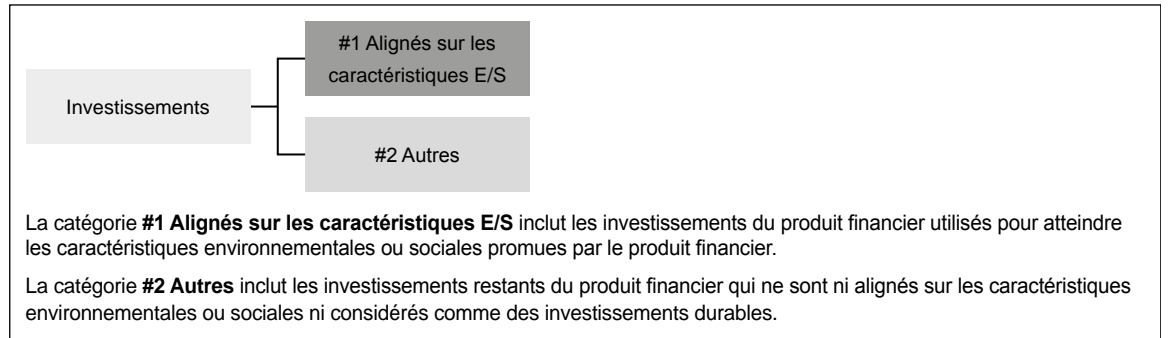 #1 Alignés sur les
caractéristiques E/S
Investissements
#2 Autres
La catégorie #1 Alignés sur les caractéristiques E/S inclut les investissements du produit financier utilisés pour atteindre
les caractéristiques environnementales ou sociales promues par le produit financier.
La catégorie #2 Autres inclut les investissements restants du produit financier qui ne sont ni alignés sur les caractéristiques
environnementales ou sociales ni considérés comme des investissements durables.